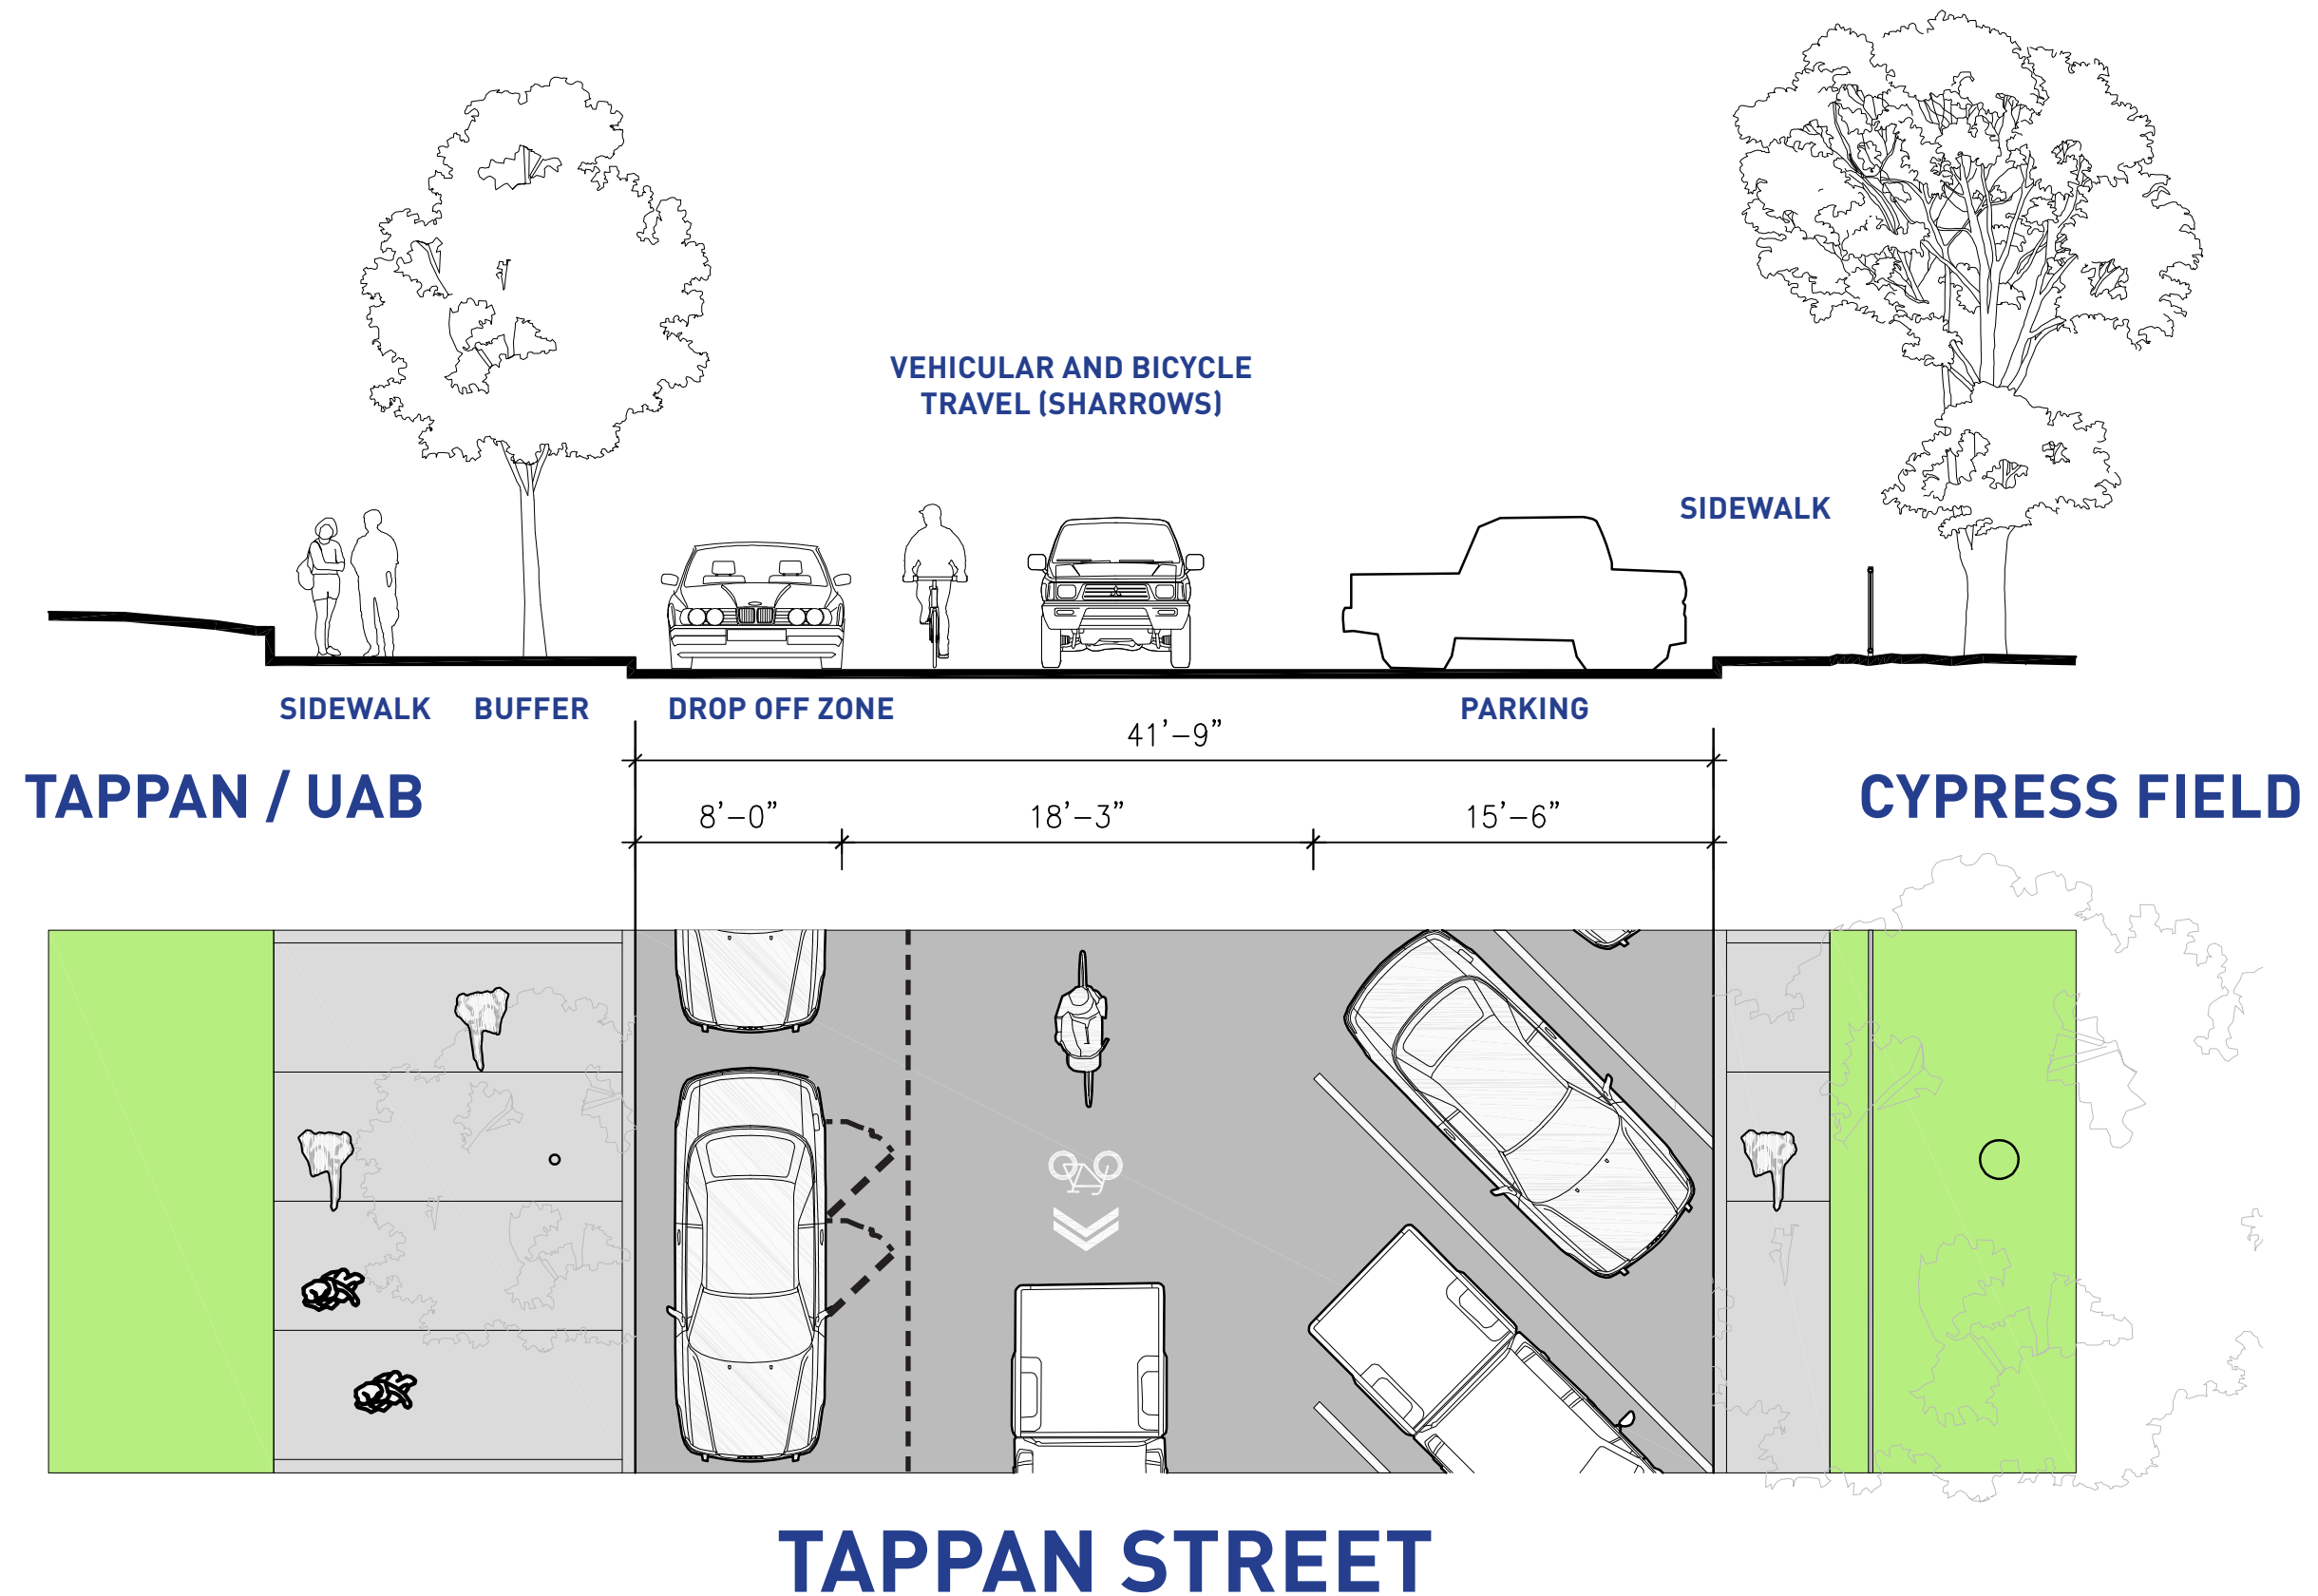 VEHICULAR AND BICYCLE
TRAVEL (SHARROWS)
SIDEWALK
SIDEWALK
BUFFER
DROP OFF ZONE
PARKING
41’–9”
TAPPAN / UAB
CYPRESS FIELD
8’–0”
18’–3”
15’–6”
TAPPAN STREET